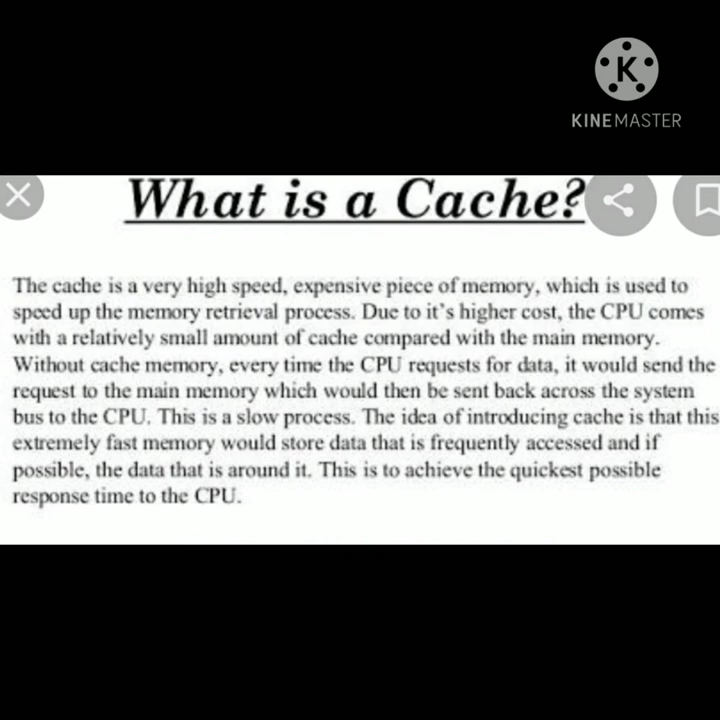 KINEMASTER
What is a Cache?
The cache is a very high speed, expensive piece of memory, which is used to
speed up the memory retrieval process. Due to it's higher cost, the CPU comes
with a relatively small amount of cache compared with the main memory.
Without cache memory, every time the CPU requests for data, it would send the
request to the main memory which would then be sent back across the system
bus to the CPU. This is a slow process. The idea of introducing cache is that this
extremely fast memory would store data that is frequently accessed and if
possible, the data that is around it. This is to achieve the quickest possible
response time to the CPU.